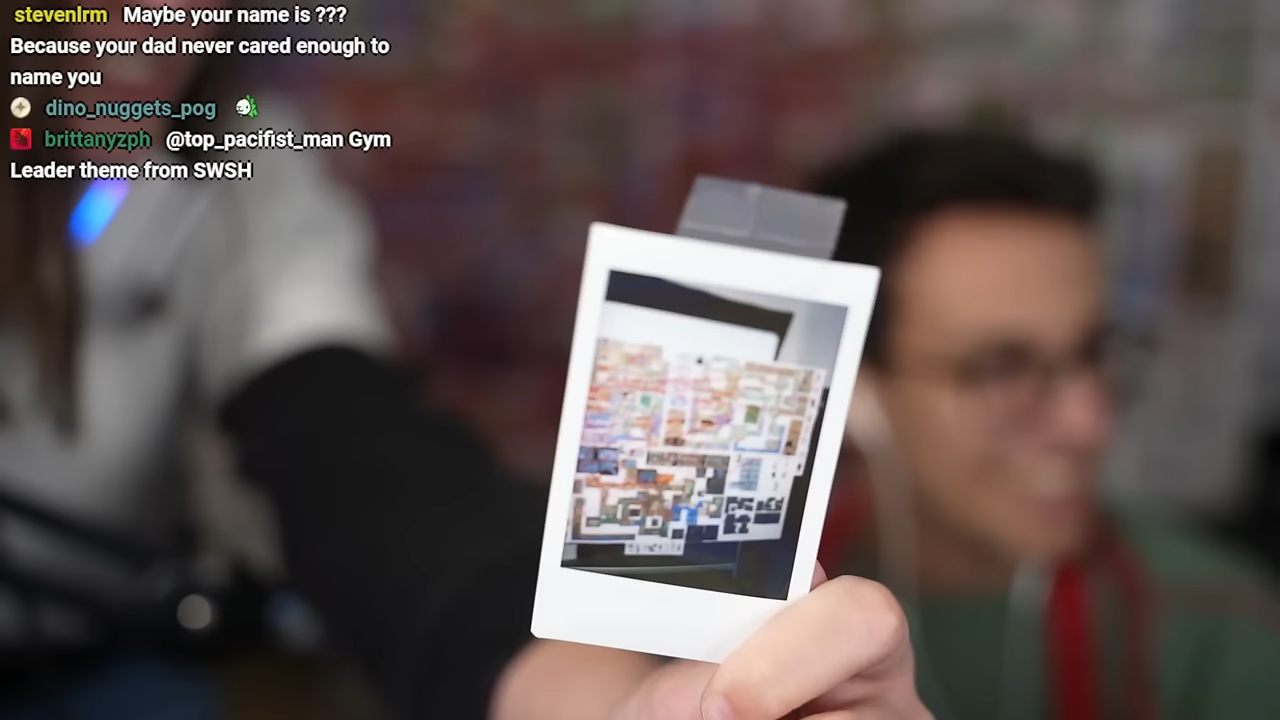 stevenlrm Maybe your name is ???
Because your dad never cared enough to
name you
dino_nuggets_pog
brittanyzph @top_pacifist_man Gym
Leader theme from SWSH